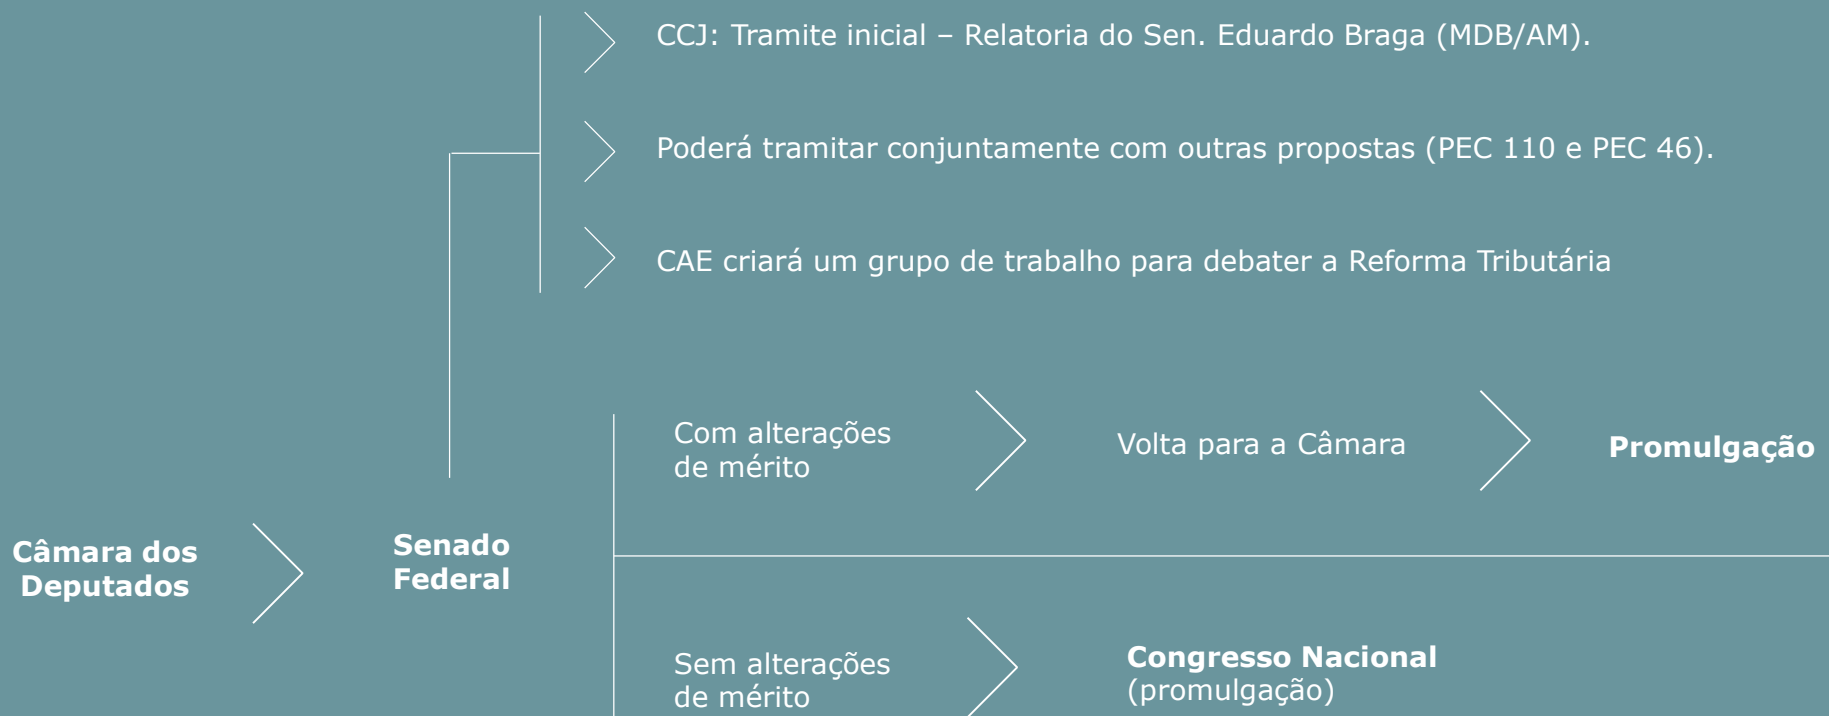 CCJ: Tramite inicial – Relatoria do Sen. Eduardo Braga (MDB/AM).
Poderá tramitar conjuntamente com outras propostas (PEC 110 e PEC 46).
CAE criará um grupo de trabalho para debater a Reforma Tributária
Com alterações
de mérito
Volta para a Câmara
Promulgação
Câmara dos
Deputados
Senado
Federal
Sem alterações
de mérito
Congresso Nacional
(promulgação)